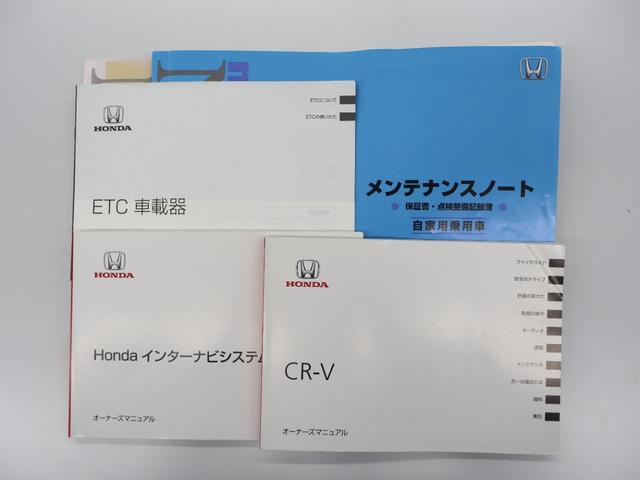 HONDA
ETCについて
ETCの使いかた
ETC 車載器
メンテナンスノート
保証書・点検整備記録簿
自家用乗用車
HONDA
Honda インターナビシステム
オーナーズマニュアル
HONDA
CR-V
オーナーズマニュアル
クイックガイド
安全なドライブ
計器の見かた
各部の操作
オーディオ
運転
メンテナンス
万一の場合には
資料
索引